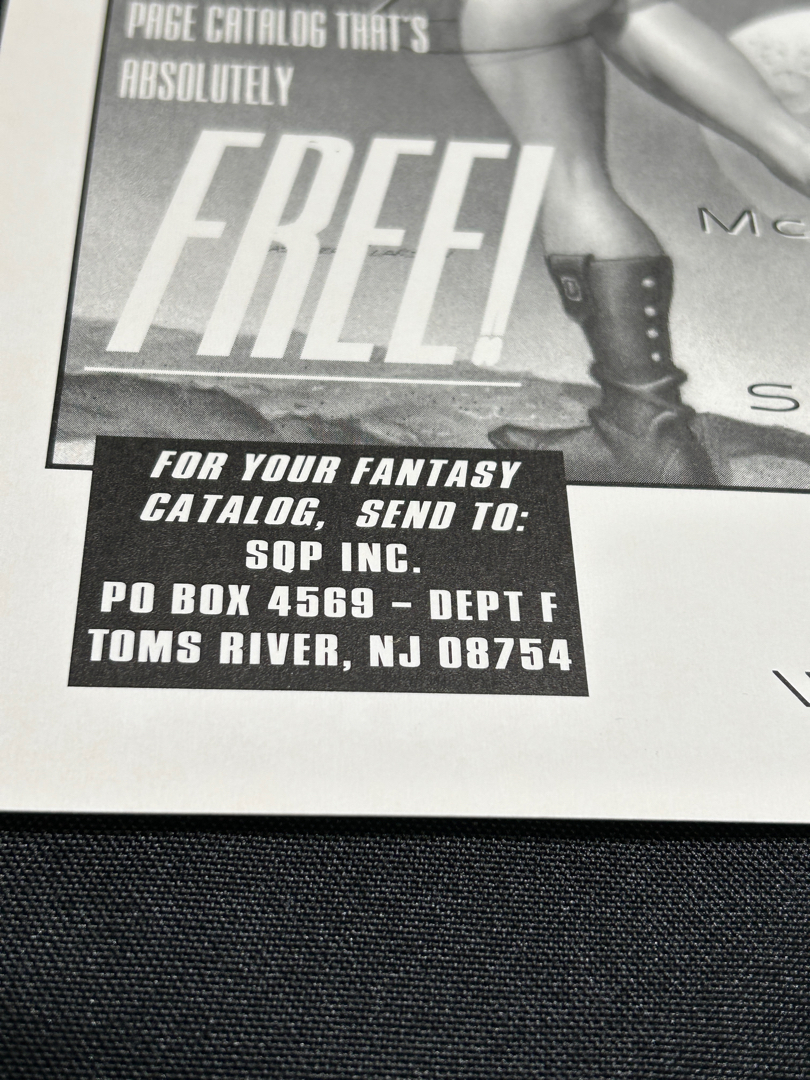 PAGE CATALOG THAT'S
ABSOLUTELY
FREE!
FOR YOUR FANTASY
CATALOG, SEND TO:
SQP INC.
PO BOX 4569 – DEPT F
TOMS RIVER, NJ 08754